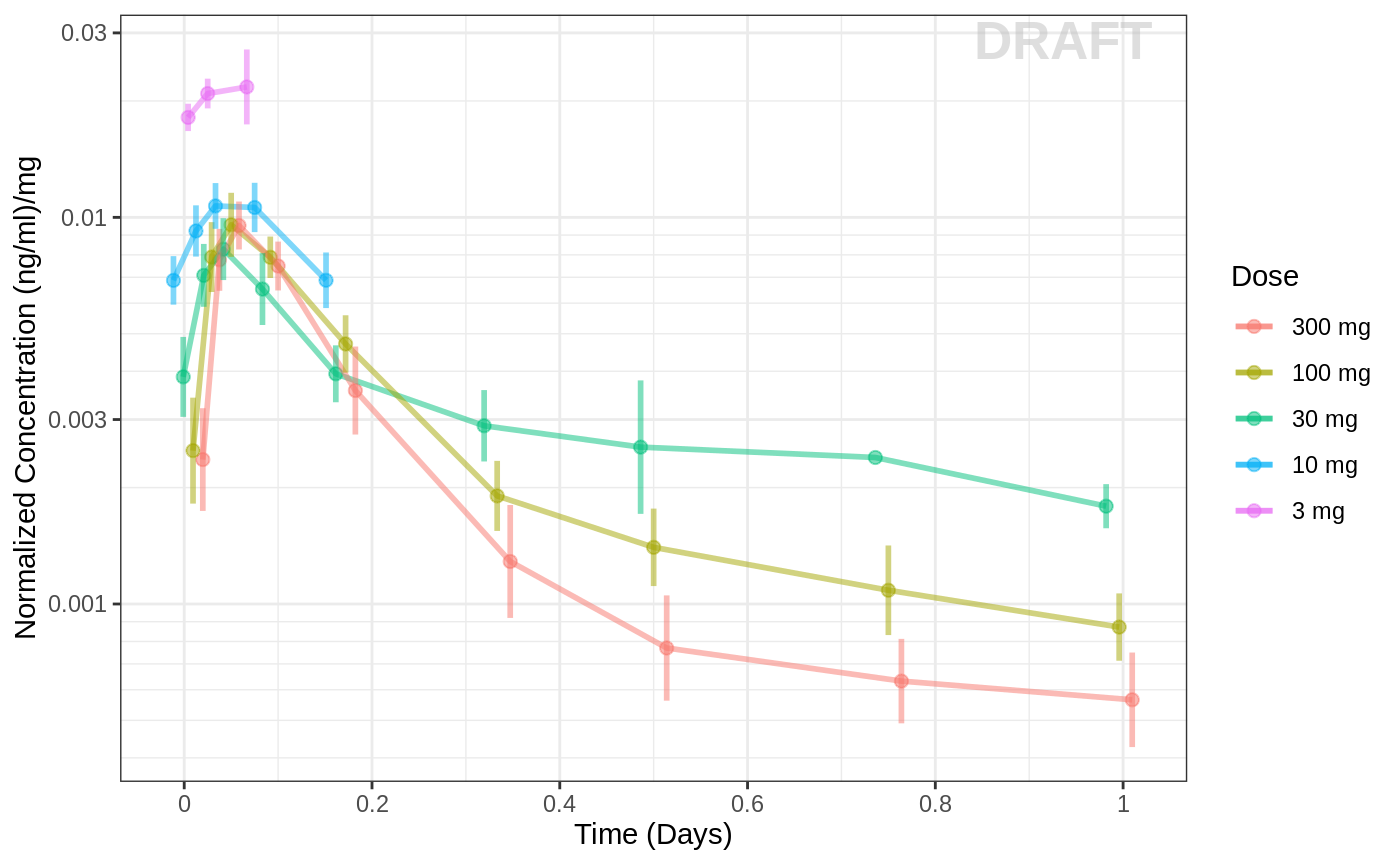 DRAFT
Normalized Concentration (ng/ml)/mg
0.03
0.01
0.003
0.001
0 0.2 0.4 0.6 0.8 1
Time (Days)
Dose
300 mg
100 mg
30 mg
10 mg
3 mg